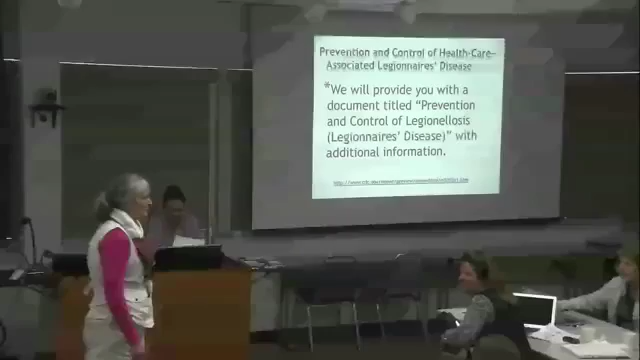 Prevention and Control of Health-Care-
Associated Legionnaires' Disease
*We will provide you with a
document titled "Prevention
and Control of Legionellosis
(Legionnaires' Disease)" with
additional information.